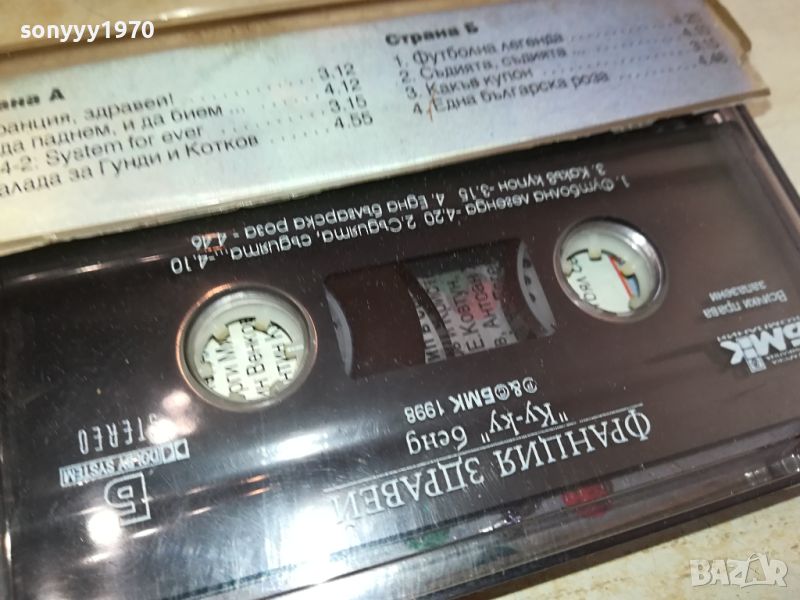 sonyyy1970
ана А
ранция, здравей! 3.12
да паднем, и да бием ... 4.12
4-2: System for ever 3.15
алада за Гунди и Котков 4.55
Страна Б
1. Футболна легенда 4.20
2. Съдията, съдията ... 4.10
3. Какъв купон 3.15
4. Една българска роза 4.46
1. Футболна легенда -4.20 2. Съдията, съдията -4.10
3. Какъв купон -3.15 4. Една българска роза - 4.46
Всички права
запазени
БМК
ФРАНЦИЯ ЗДРАВЕЙ
"Ку-ку" бенд
℗&©БМК 1998
STEREO
DOLBY SYSTEM
Б
BAZAR
.bg